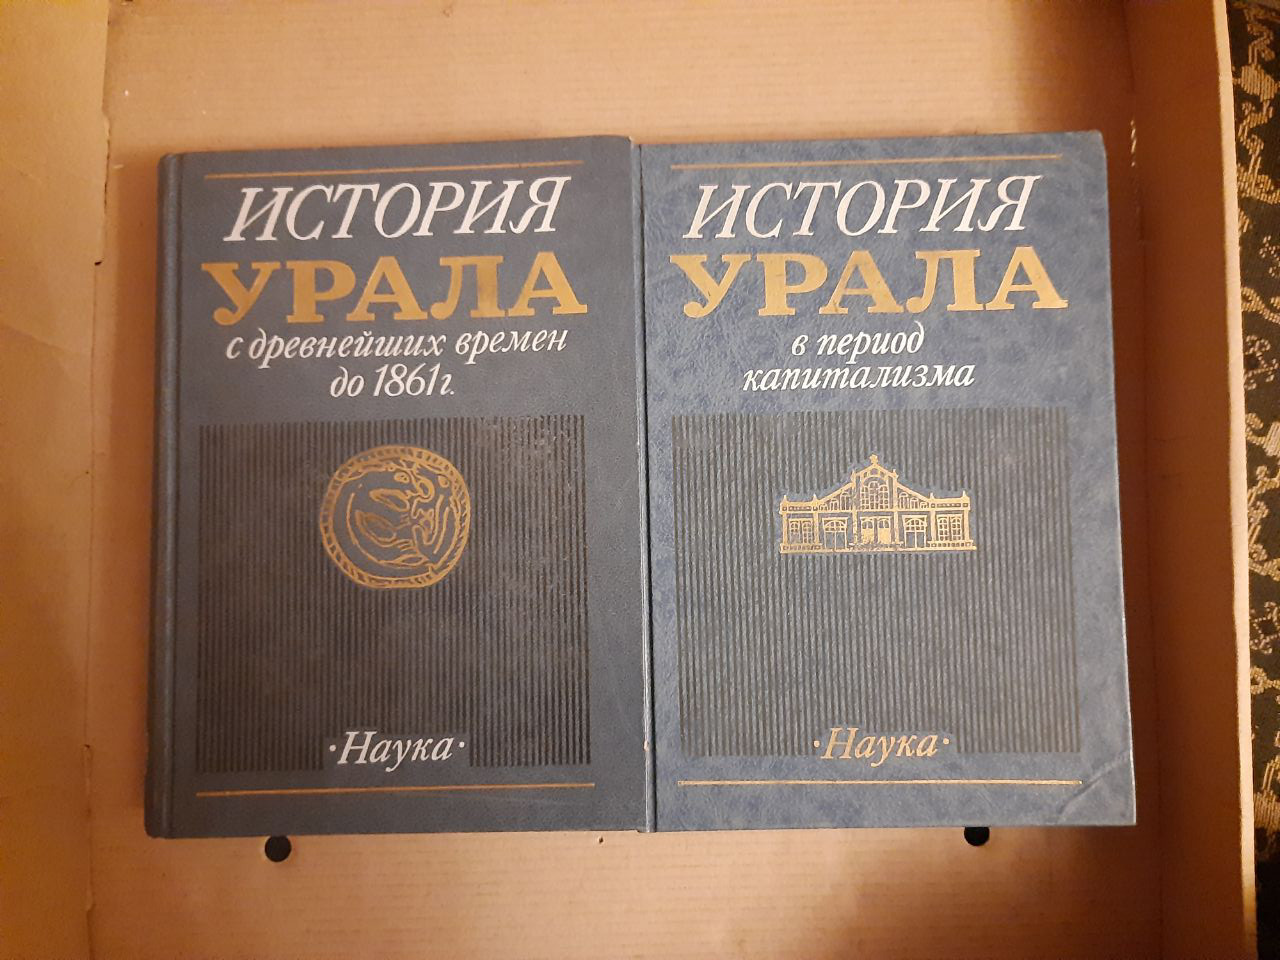 ИСТОРИЯ
УРАЛА
с древнейших времен
до 1861г.
·Наука·
ИСТОРИЯ
УРАЛА
в период
капитализма
·Наука·